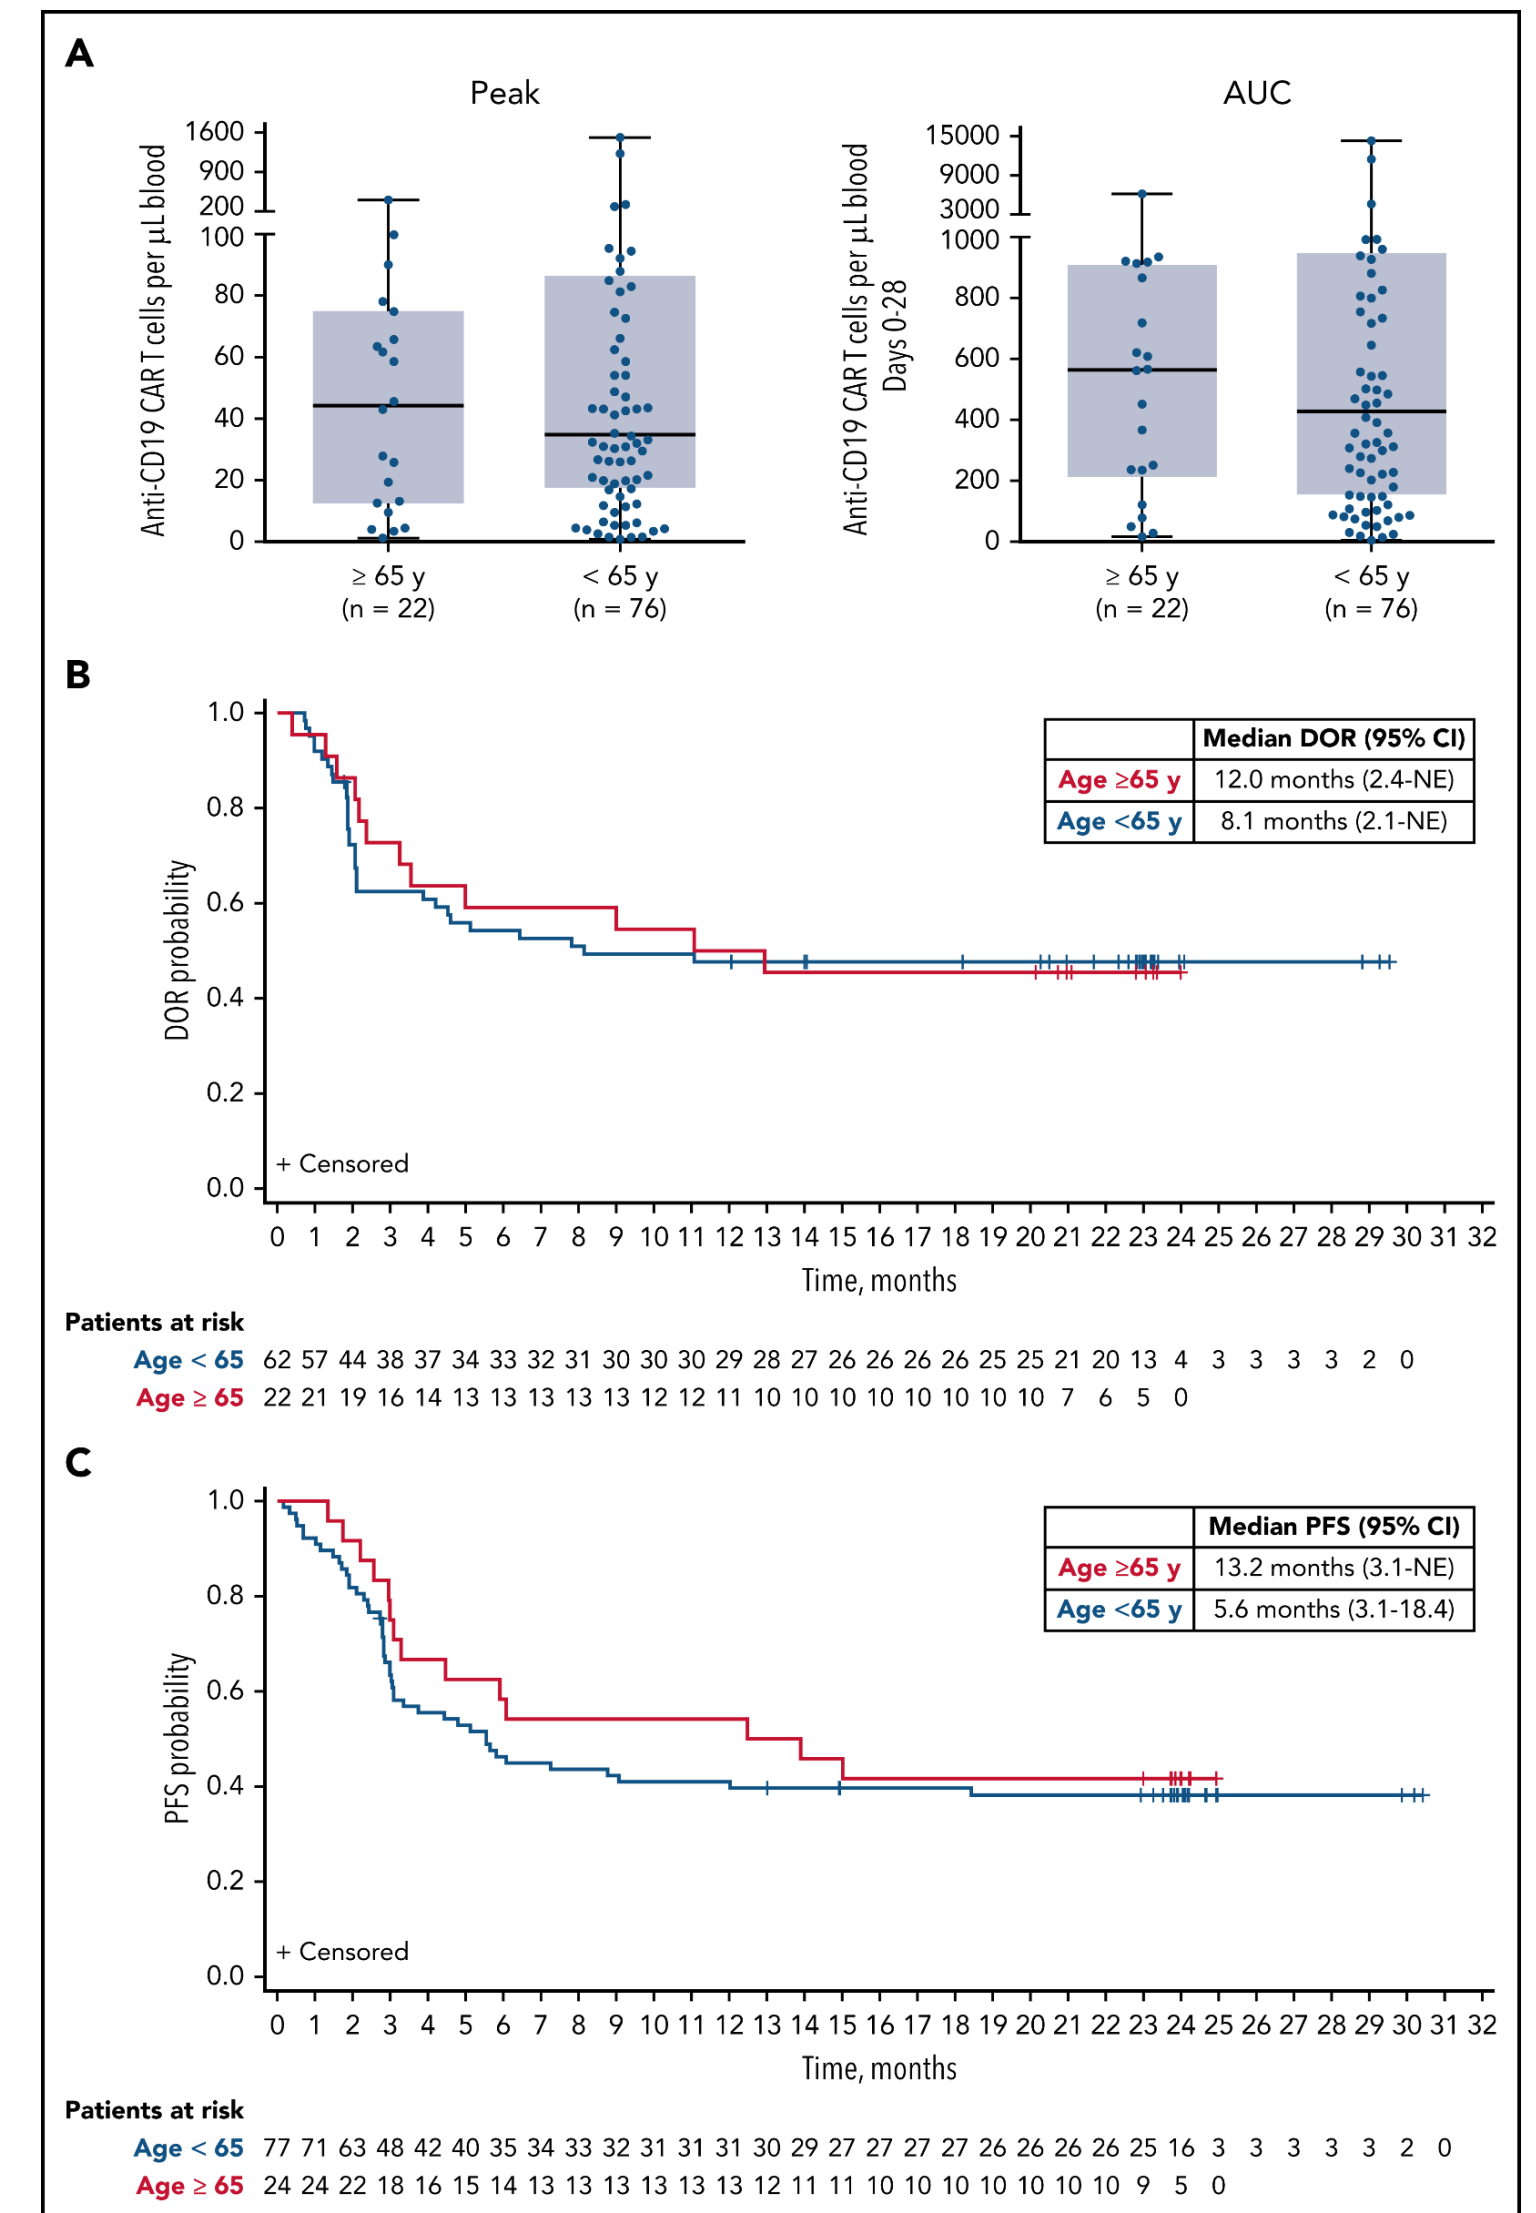 A
Peak
AUC
Anti-CD19 CAR T cells per μL blood
1600
900
200
100
80
60
40
20
0
≥ 65 y
(n = 22)
< 65 y
(n = 76)
Anti-CD19 CAR T cells per μL blood
Days 0-28
15000
9000
3000
1000
800
600
400
200
0
≥ 65 y
(n = 22)
< 65 y
(n = 76)
B
DOR probability
1.0
0.8
0.6
0.4
0.2
0.0
Median DOR (95% CI)
Age ≥65 y 12.0 months (2.4-NE)
Age <65 y 8.1 months (2.1-NE)
+ Censored
0 1 2 3 4 5 6 7 8 9 10 11 12 13 14 15 16 17 18 19 20 21 22 23 24 25 26 27 28 29 30 31 32
Time, months
Patients at risk
Age < 65 62 57 44 38 37 34 33 32 31 30 30 30 29 28 27 26 26 26 26 25 25 21 20 13 4 3 3 3 3 2 0
Age ≥ 65 22 21 19 16 14 13 13 13 13 13 12 12 11 10 10 10 10 10 10 10 10 7 6 5 0
C
PFS probability
1.0
0.8
0.6
0.4
0.2
0.0
Median PFS (95% CI)
Age ≥65 y 13.2 months (3.1-NE)
Age <65 y 5.6 months (3.1-18.4)
+ Censored
0 1 2 3 4 5 6 7 8 9 10 11 12 13 14 15 16 17 18 19 20 21 22 23 24 25 26 27 28 29 30 31 32
Time, months
Patients at risk
Age < 65 77 71 63 48 42 40 35 34 33 32 31 31 31 30 29 27 27 27 27 26 26 26 26 25 16 3 3 3 3 3 2 0
Age ≥ 65 24 24 22 18 16 15 14 13 13 13 13 13 13 12 11 11 10 10 10 10 10 10 10 9 5 0